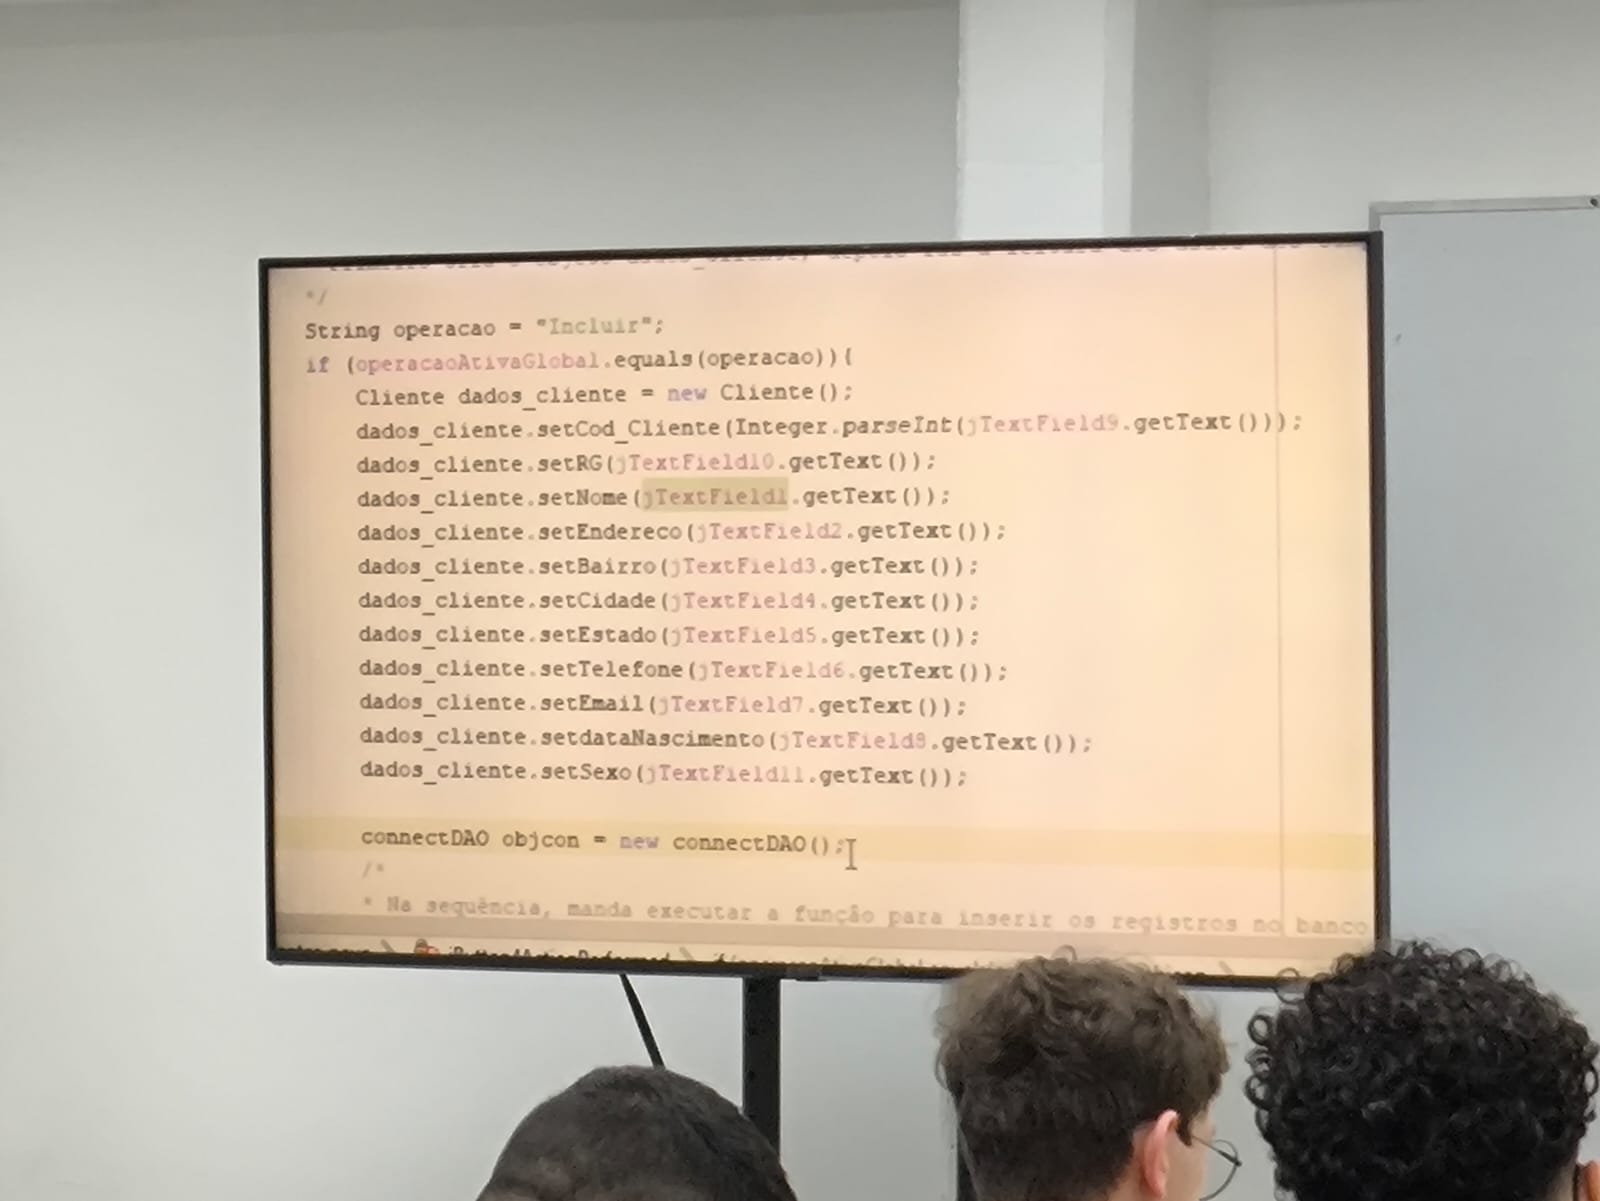 */
String operacao = "Incluir";
if (operacaoAtivaGlobal.equals(operacao)){
Cliente dados_cliente = new Cliente();
dados_cliente.setCod_Cliente(Integer.parseInt(jTextField9.getText()));
dados_cliente.setRG(jTextField10.getText());
dados_cliente.setNome(jTextField1.getText());
dados_cliente.setEndereco(jTextField2.getText());
dados_cliente.setBairro(jTextField3.getText());
dados_cliente.setCidade(jTextField4.getText());
dados_cliente.setEstado(jTextField5.getText());
dados_cliente.setTelefone(jTextField6.getText());
dados_cliente.setEmail(jTextField7.getText());
dados_cliente.setdataNascimento(jTextField8.getText());
dados_cliente.setSexo(jTextField11.getText());
connectDAO objcon = new connectDAO();
/*
* Na sequência, manda executar a função para inserir os registros no banco